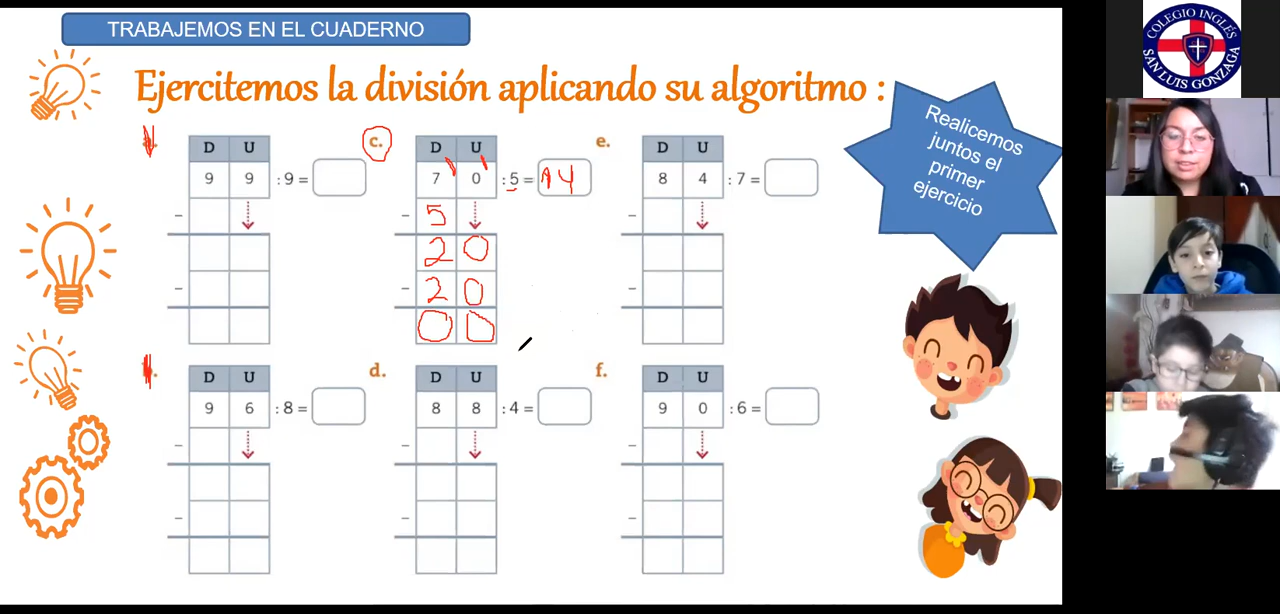 TRABAJEMOS EN EL CUADERNO
Ejercitemos la división aplicando su algoritmo :
Realicemos
juntos el
primer
ejercicio
COLEGIO INGLÉS
SAN LUIS GONZAGA
D U
9 9 : 9 =
-
-
c.
D U
7 0 : 5 = 14
- 5
2 0
- 2 0
0 0
e.
D U
8 4 : 7 =
-
-
D U
9 6 : 8 =
-
-
d.
D U
8 8 : 4 =
-
-
f.
D U
9 0 : 6 =
-
-